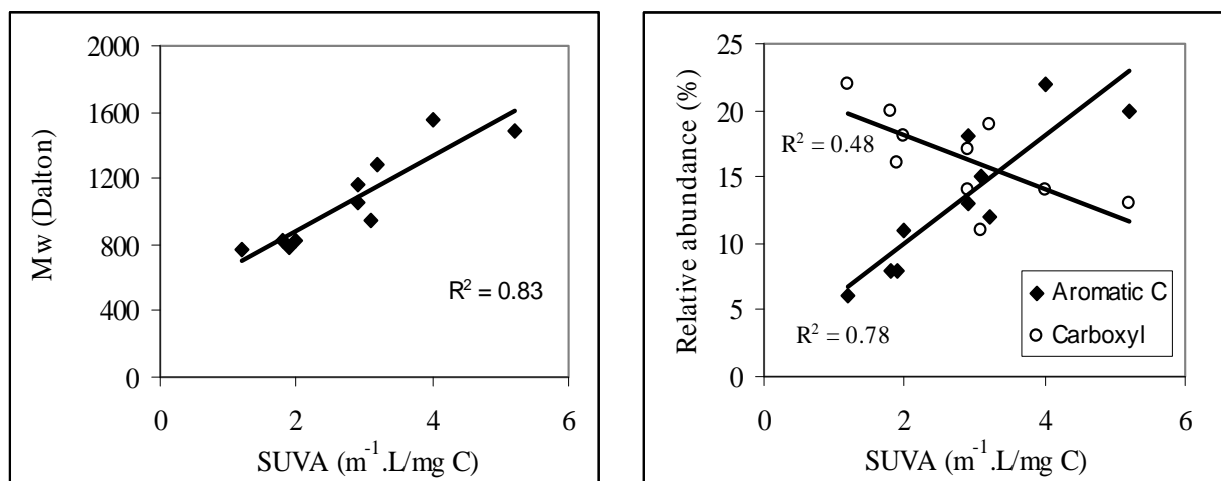 2000
1600
1200
800
400
0
Mw (Dalton)
R² = 0.83
0
2
4
6
SUVA (m⁻¹.L/mg C)
25
20
15
10
5
0
Relative abundance (%)
R² = 0.48
R² = 0.78
Aromatic C
Carboxyl
0
2
4
6
SUVA (m⁻¹.L/mg C)